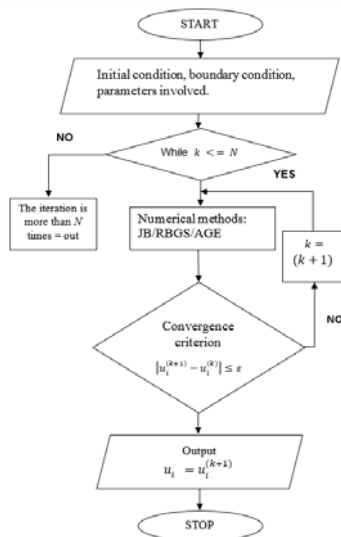 START
Initial condition, boundary condition,
parameters involved.
NO
While k <= N
YES
The iteration is
more than N
times = out
Numerical methods:
JB/RBGS/AGE
k =
(k + 1)
Convergence
criterion
|u_i^(k+1) − u_i^(k)| ≤ ε
NO
Output
u_i = u_i^(k+1)
STOP